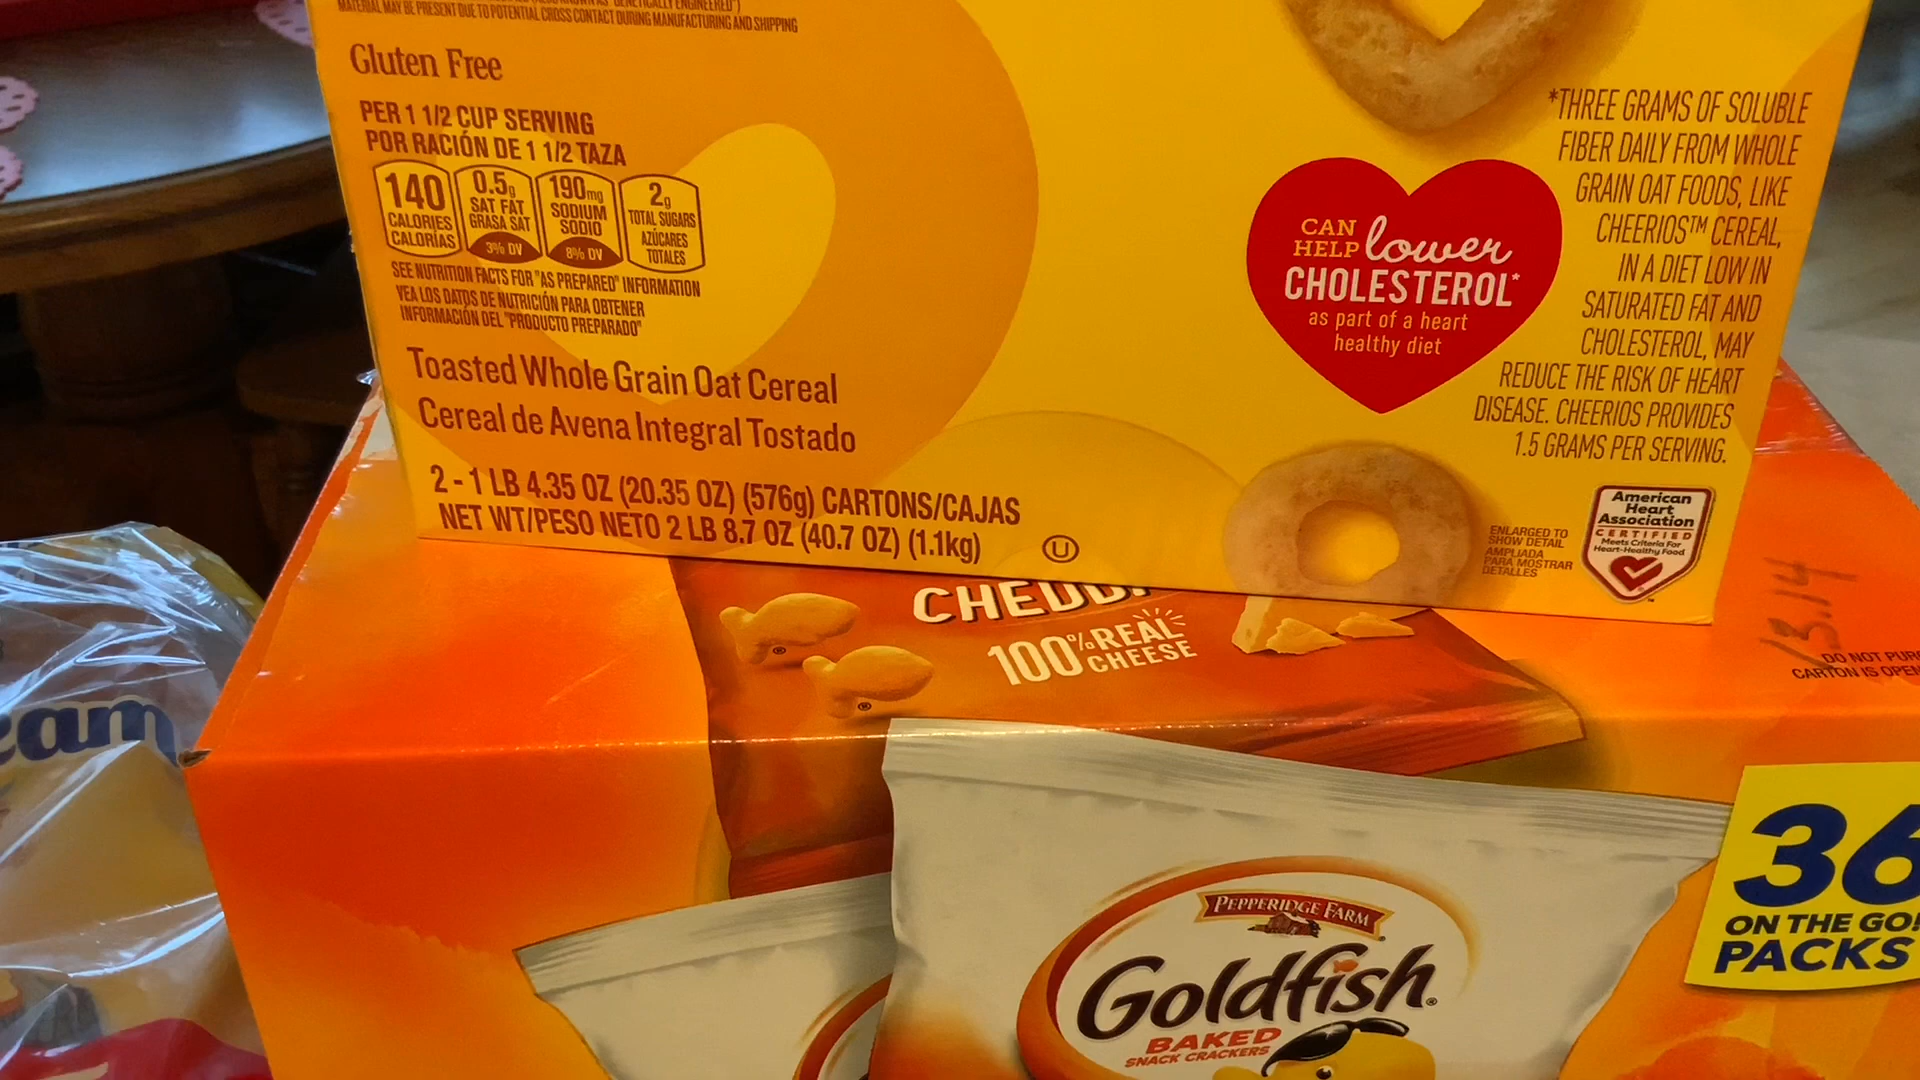 MATERIAL MAY BE PRESENT DUE TO POTENTIAL CROSS CONTACT DURING MANUFACTURING AND SHIPPING
Gluten Free
PER 1 1/2 CUP SERVING
POR RACIÓN DE 1 1/2 TAZA
140
CALORIES
CALORÍAS
0.5g
SAT FAT
GRASA SAT
3% DV
190mg
SODIUM
SODIO
8% DV
2g
TOTAL SUGARS
AZÚCARES
TOTALES
SEE NUTRITION FACTS FOR "AS PREPARED" INFORMATION
VEA LOS DATOS DE NUTRICIÓN PARA OBTENER
INFORMACIÓN DEL "PRODUCTO PREPARADO"
Toasted Whole Grain Oat Cereal
Cereal de Avena Integral Tostado
2 - 1 LB 4.35 OZ (20.35 OZ) (576g) CARTONS/CAJAS
NET WT/PESO NETO 2 LB 8.7 OZ (40.7 OZ) (1.1kg)
U
CAN
HELP lower
CHOLESTEROL*
as part of a heart
healthy diet
*THREE GRAMS OF SOLUBLE
FIBER DAILY FROM WHOLE
GRAIN OAT FOODS, LIKE
CHEERIOS™ CEREAL,
IN A DIET LOW IN
SATURATED FAT AND
CHOLESTEROL, MAY
REDUCE THE RISK OF HEART
DISEASE. CHEERIOS PROVIDES
1.5 GRAMS PER SERVING.
ENLARGED TO
SHOW DETAIL
AMPLIADA
PARA MOSTRAR
DETALLES
American
Heart
Association
CERTIFIED
Meets Criteria For
Heart-Healthy Food
CHEDD
100% REAL
CHEESE
13.14
DO NOT PUR
CARTON IS OPEN
eam
36
ON THE GO!
PACKS
PEPPERIDGE FARM
Goldfish®
BAKED
SNACK CRACKERS